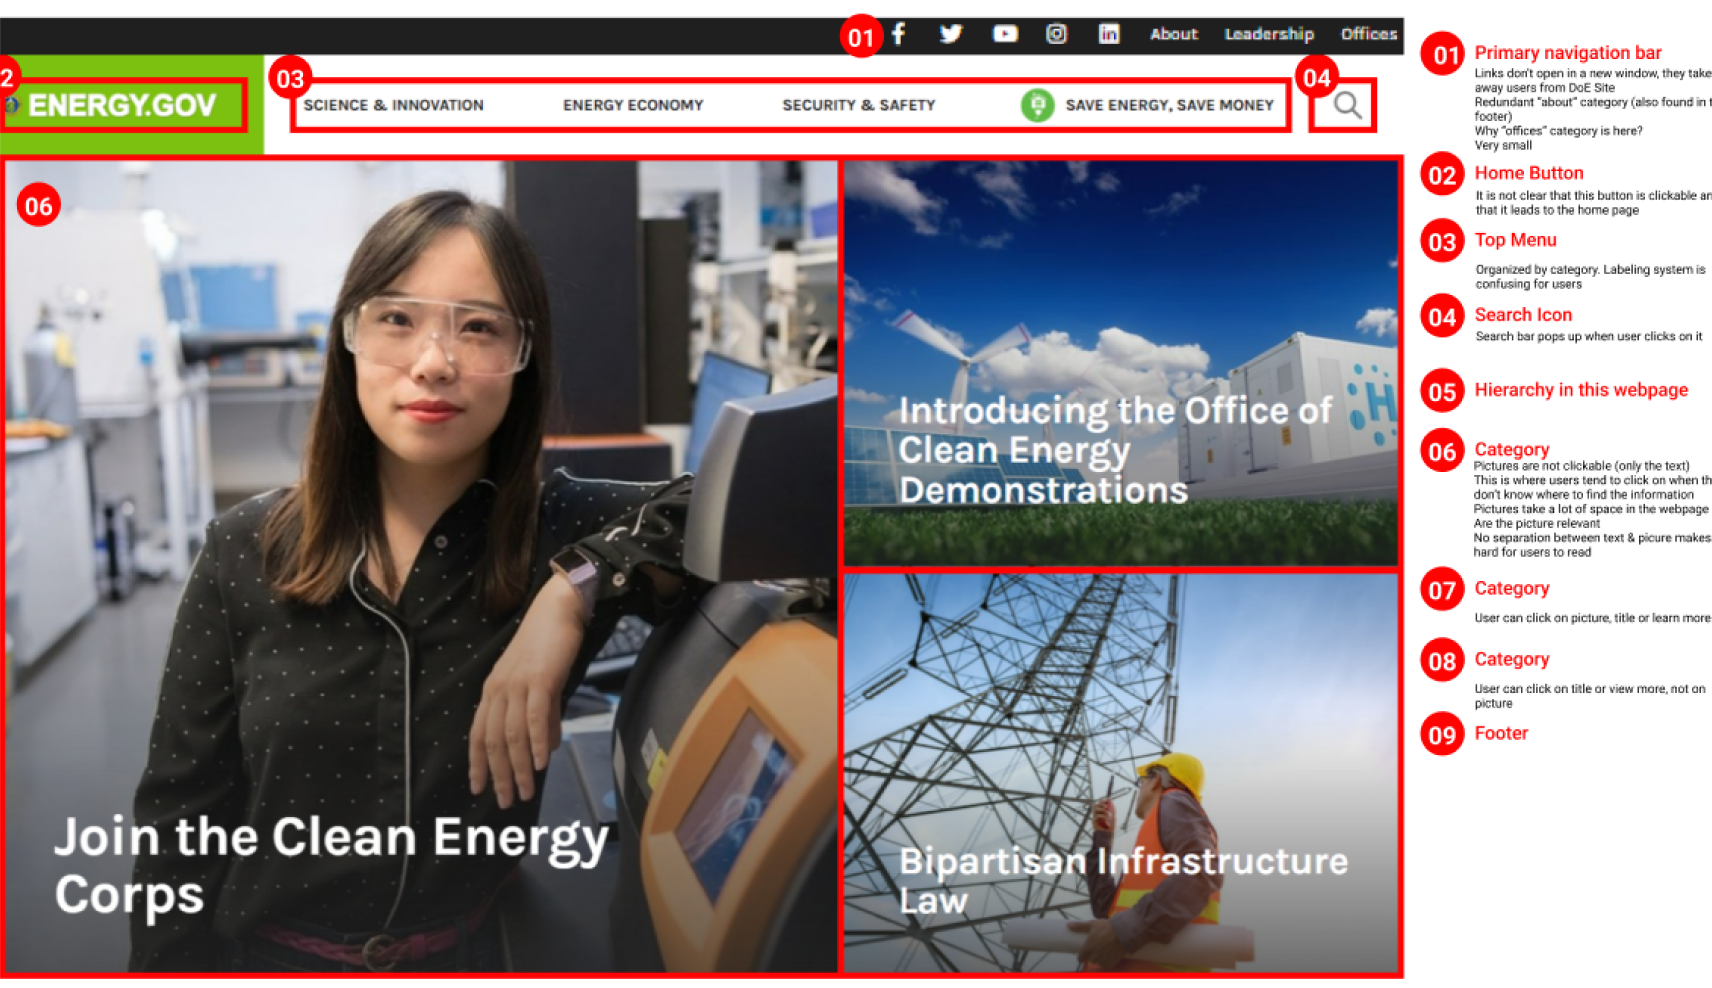 01 About Leadership Offices
2 ENERGY.GOV
03 SCIENCE & INNOVATION ENERGY ECONOMY SECURITY & SAFETY SAVE ENERGY, SAVE MONEY 04
06
Introducing the Office of
Clean Energy
Demonstrations
H
Join the Clean Energy
Corps
Bipartisan Infrastructure
Law
01 Primary navigation bar
Links don't open in a new window, they take
away users from DoE Site
Redundant "about" category (also found in t
footer)
Why "offices" category is here?
Very small
02 Home Button
It is not clear that this button is clickable an
that it leads to the home page
03 Top Menu
Organized by category. Labeling system is
confusing for users
04 Search Icon
Search bar pops up when user clicks on it
05 Hierarchy in this webpage
06 Category
Pictures are not clickable (only the text)
This is where users tend to click on when th
don't know where to find the information
Pictures take a lot of space in the webpage
Are the picture relevant
No separation between text & picure makes
hard for users to read
07 Category
User can click on picture, title or learn more
08 Category
User can click on title or view more, not on
picture
09 Footer